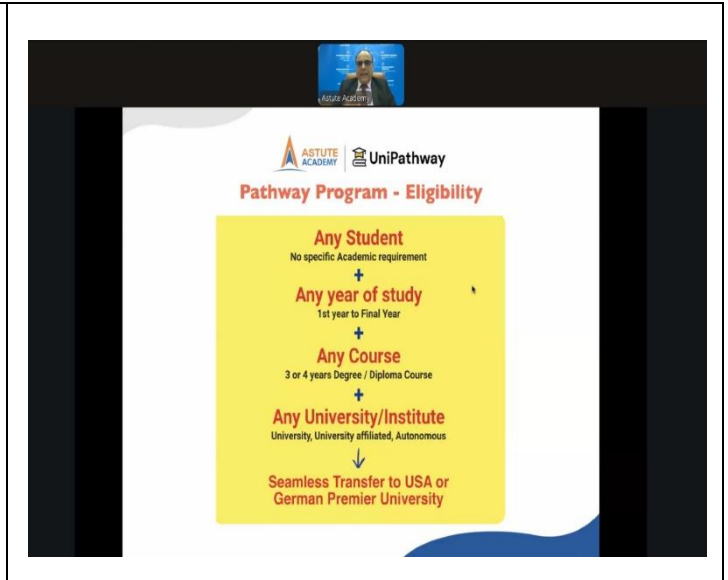 Astute Academy
ASTUTE
ACADEMY
UniPathway
Pathway Program - Eligibility
Any Student
No specific Academic requirement
+
Any year of study
1st year to Final Year
+
Any Course
3 or 4 years Degree / Diploma Course
+
Any University/Institute
University, University affiliated, Autonomous
Seamless Transfer to USA or
German Premier University